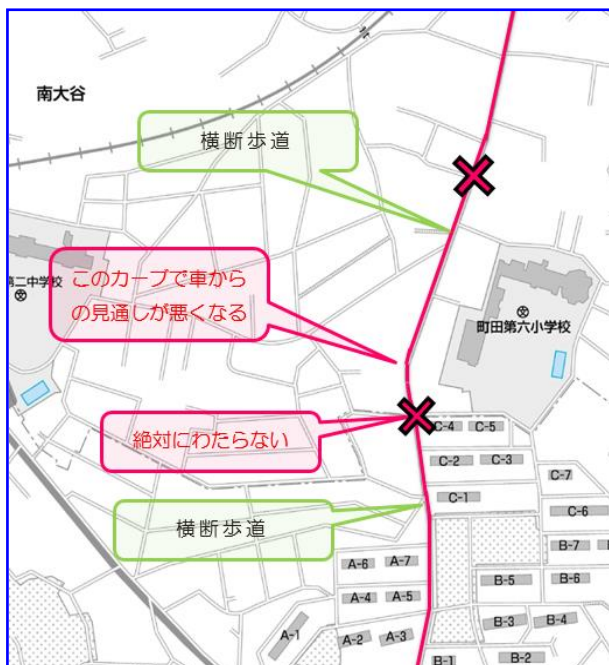 南大谷
横断歩道
このカーブで車から
の見通しが悪くなる
第二中学校
町田第六小学校
絶対にわたらない
C-4
C-5
C-2
C-3
C-7
C-1
C-6
横断歩道
B-7
A-6
A-7
B-5
B-6
A-4
A-5
B-3
B-4
A-1
A-2
A-3
B-1
B-2